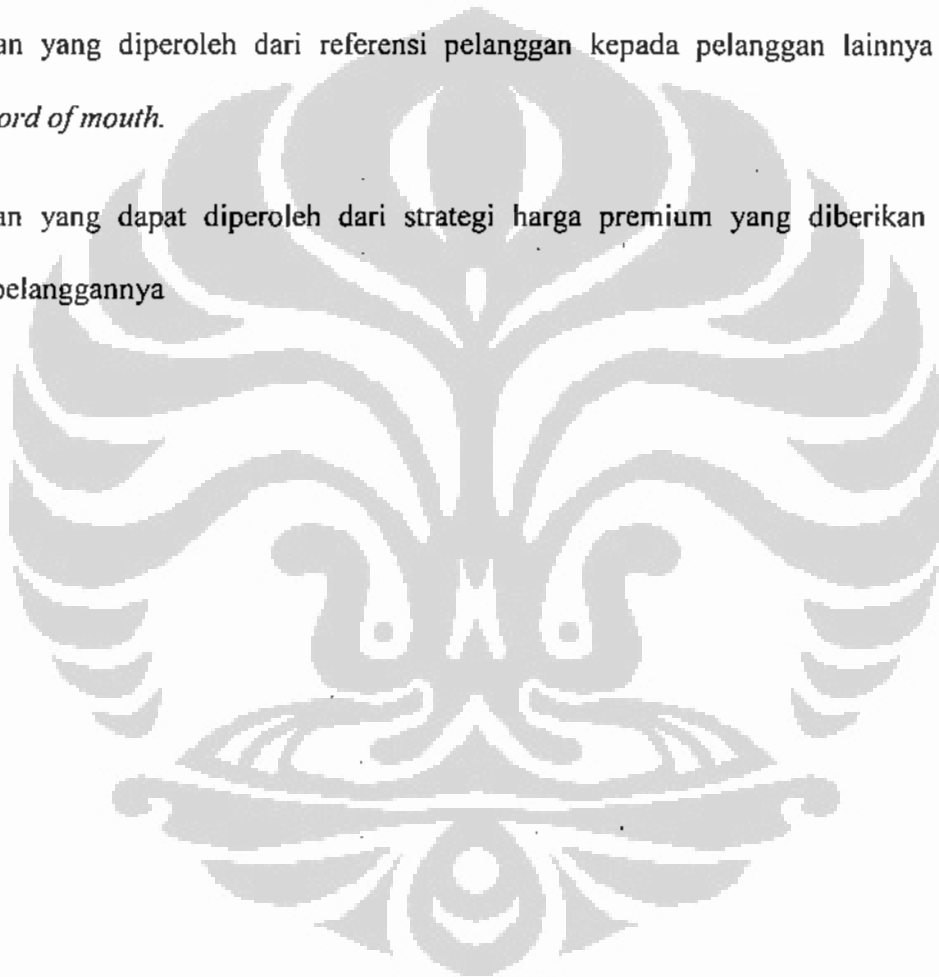 an yang diperoleh dari referensi pelanggan kepada pelanggan lainnya
ord of mouth.
an yang dapat diperoleh dari strategi harga premium yang diberikan
pelanggannya